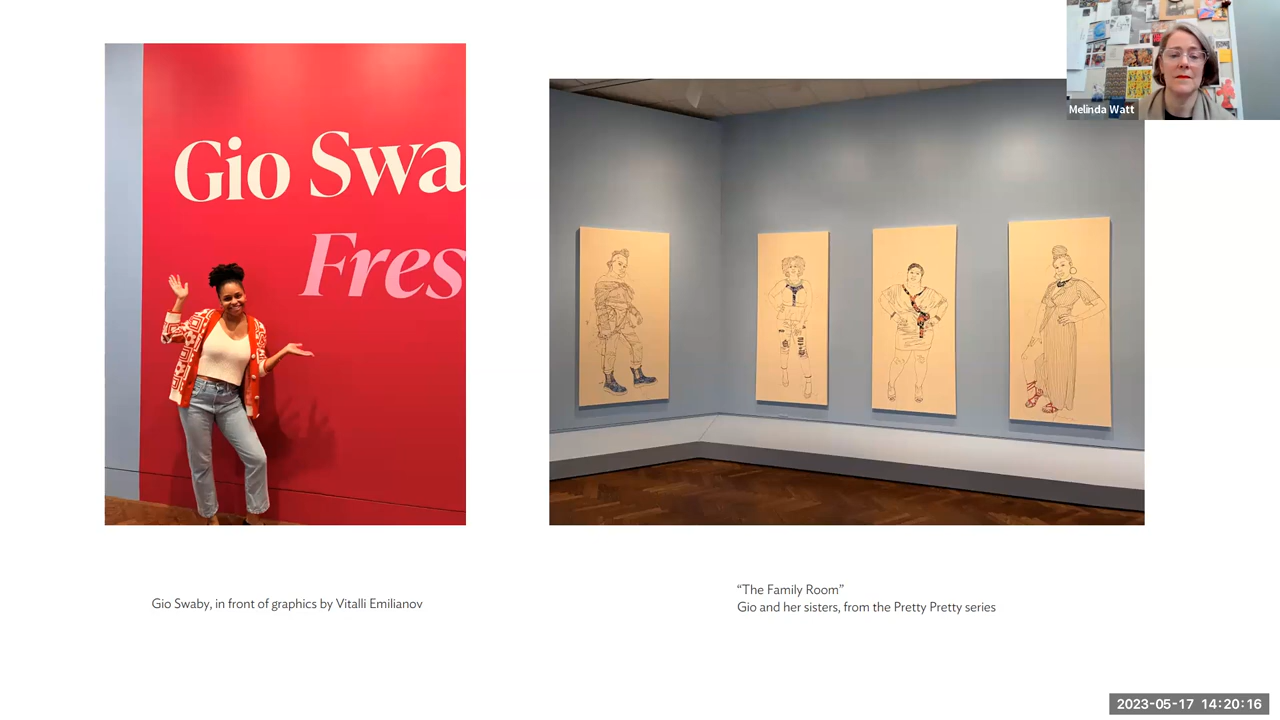 Gio Swa
Fres
Melinda Watt
Gio Swaby, in front of graphics by Vitalli Emilianov
“The Family Room”
Gio and her sisters, from the Pretty Pretty series
2023-05-17 14:20:16